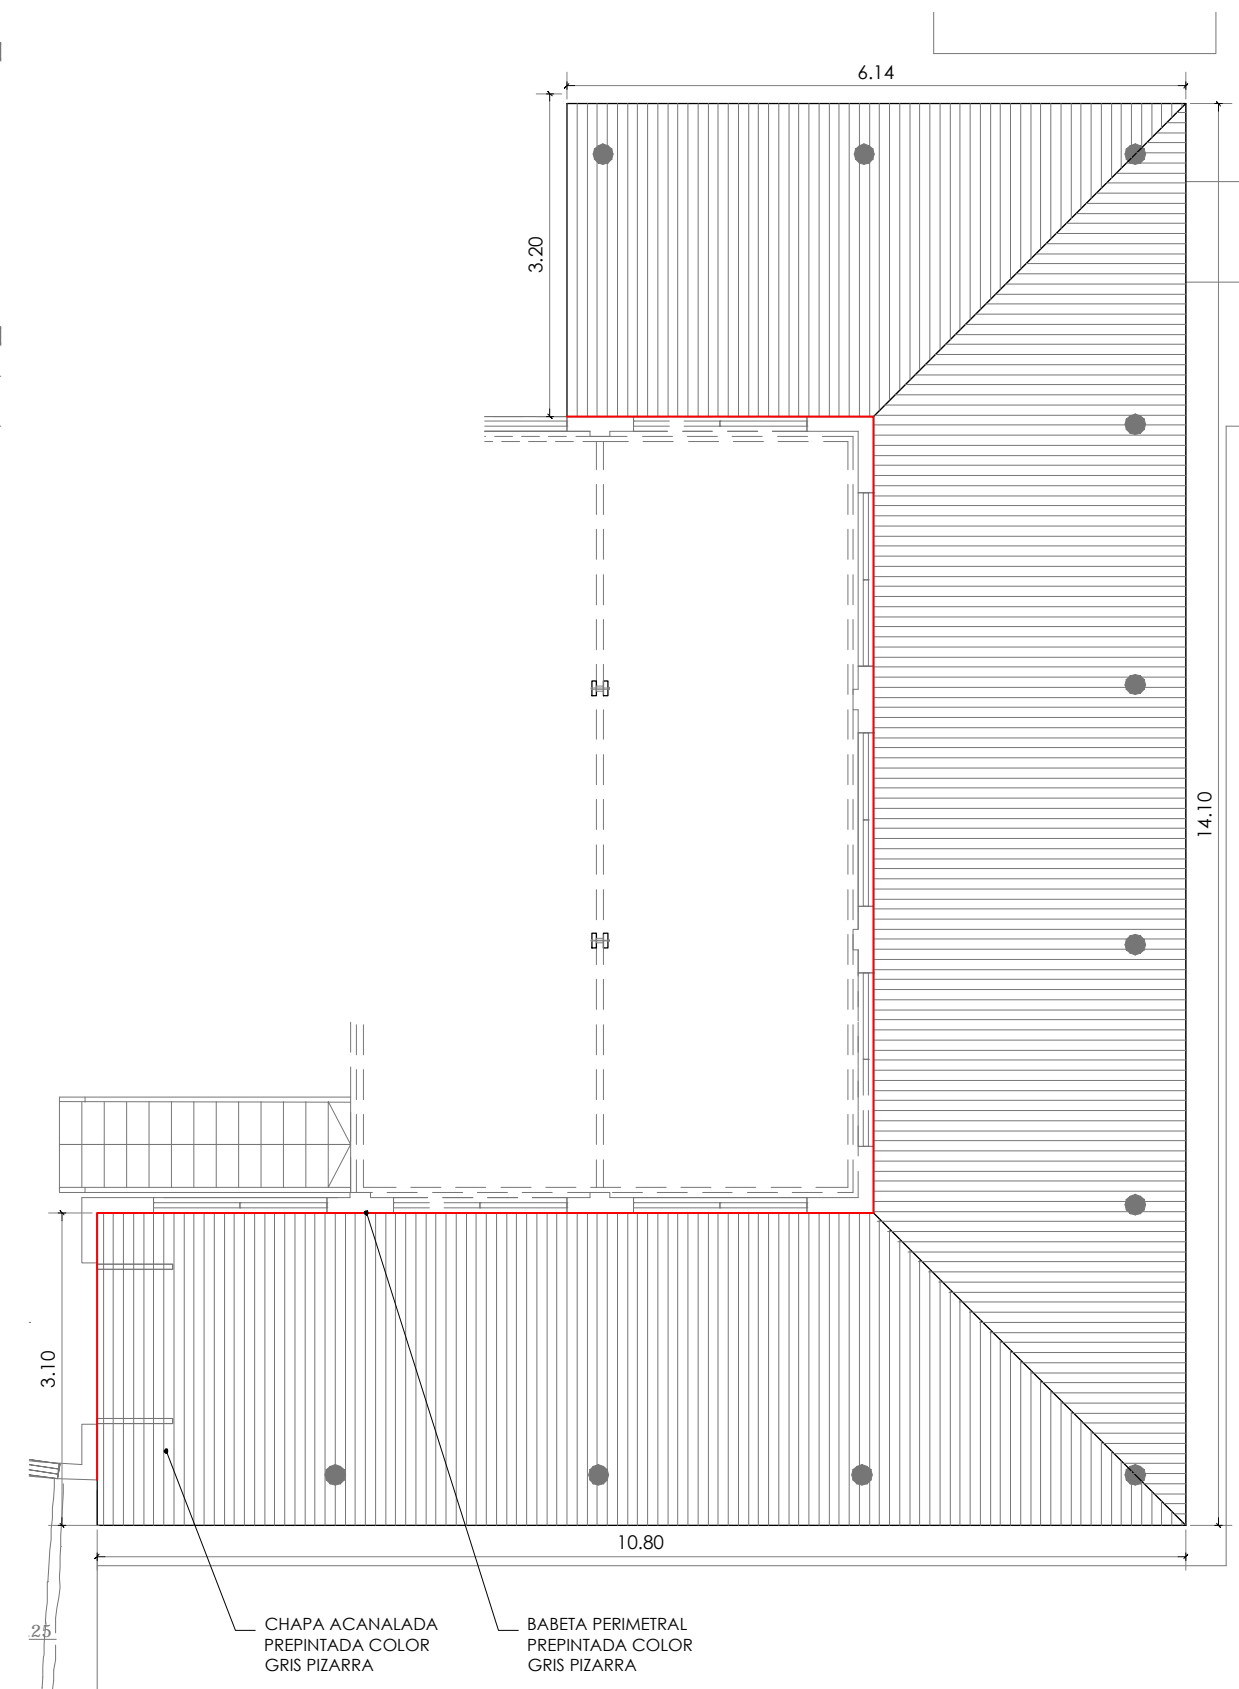 6.14
3.20
14.10
3.10
10.80
CHAPA ACANALADA
PREPINTADA COLOR
GRIS PIZARRA
BABETA PERIMETRAL
PREPINTADA COLOR
GRIS PIZARRA
.25